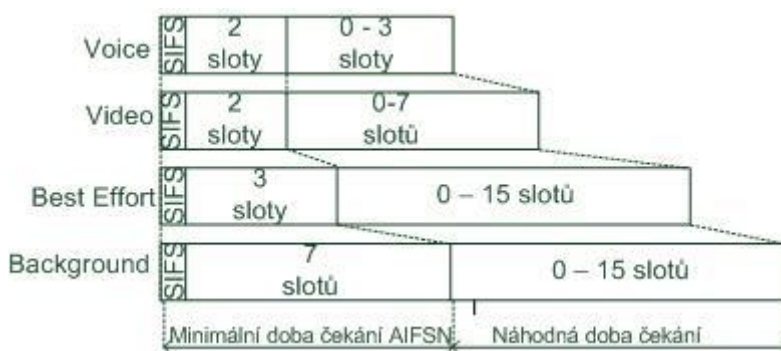 Voice
SIFS
2
sloty
0 - 3
sloty
Video
SIFS
2
sloty
0-7
slotů
Best Effort
SIFS
3
sloty
0 – 15 slotů
Background
SIFS
7
slotů
0 – 15 slotů
Minimální doba čekání AIFSN
Náhodná doba čekání